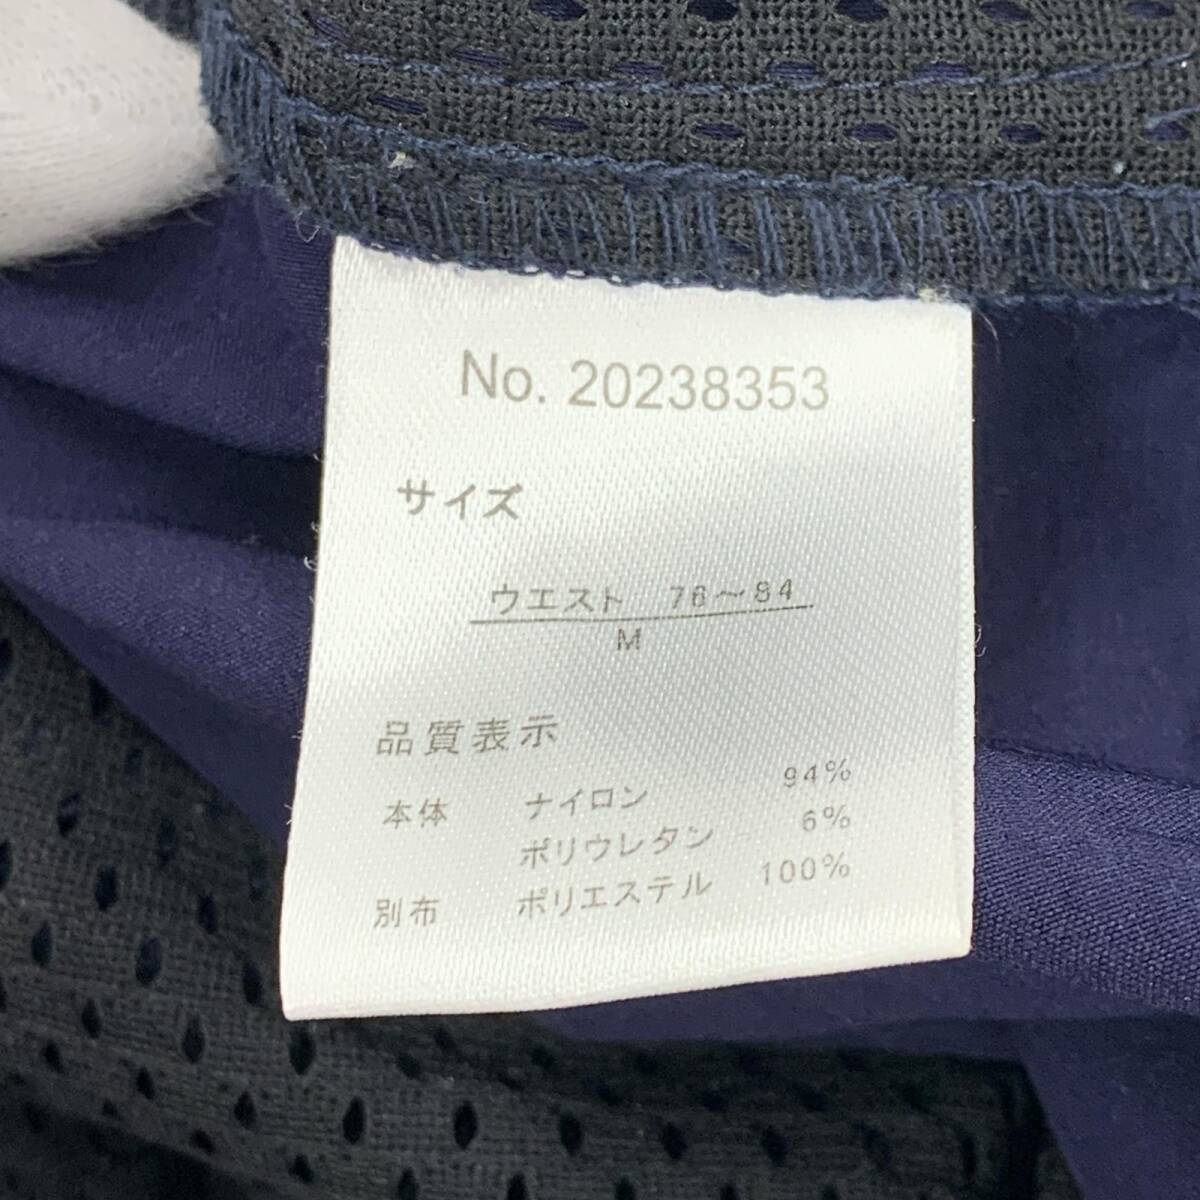 No. 20238353
サイズ
ウエスト 76～84
M
品質表示
本体 ナイロン 94%
ポリウレタン 6%
別布 ポリエステル 100%